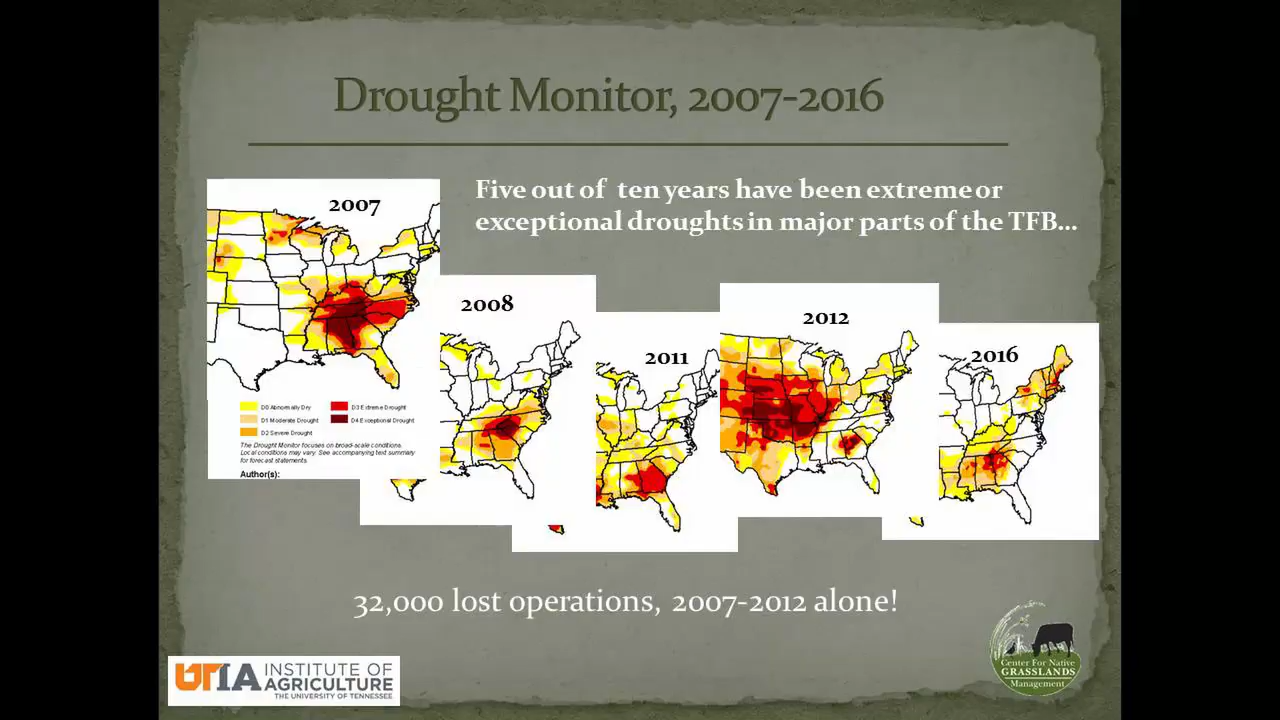 Drought Monitor, 2007-2016
Five out of ten years have been extreme or
exceptional droughts in major parts of the TFB...
2007
2008
2011
2012
2016
D0 Abnormally Dry
D1 Moderate Drought
D2 Severe Drought
D3 Extreme Drought
D4 Exceptional Drought
The Drought Monitor focuses on broad-scale conditions.
Local conditions may vary. See accompanying text summary
for forecast statements.
Author(s):
32,000 lost operations, 2007-2012 alone!
UTIA INSTITUTE OF
AGRICULTURE
THE UNIVERSITY OF TENNESSEE
Center For Native
GRASSLANDS
Management